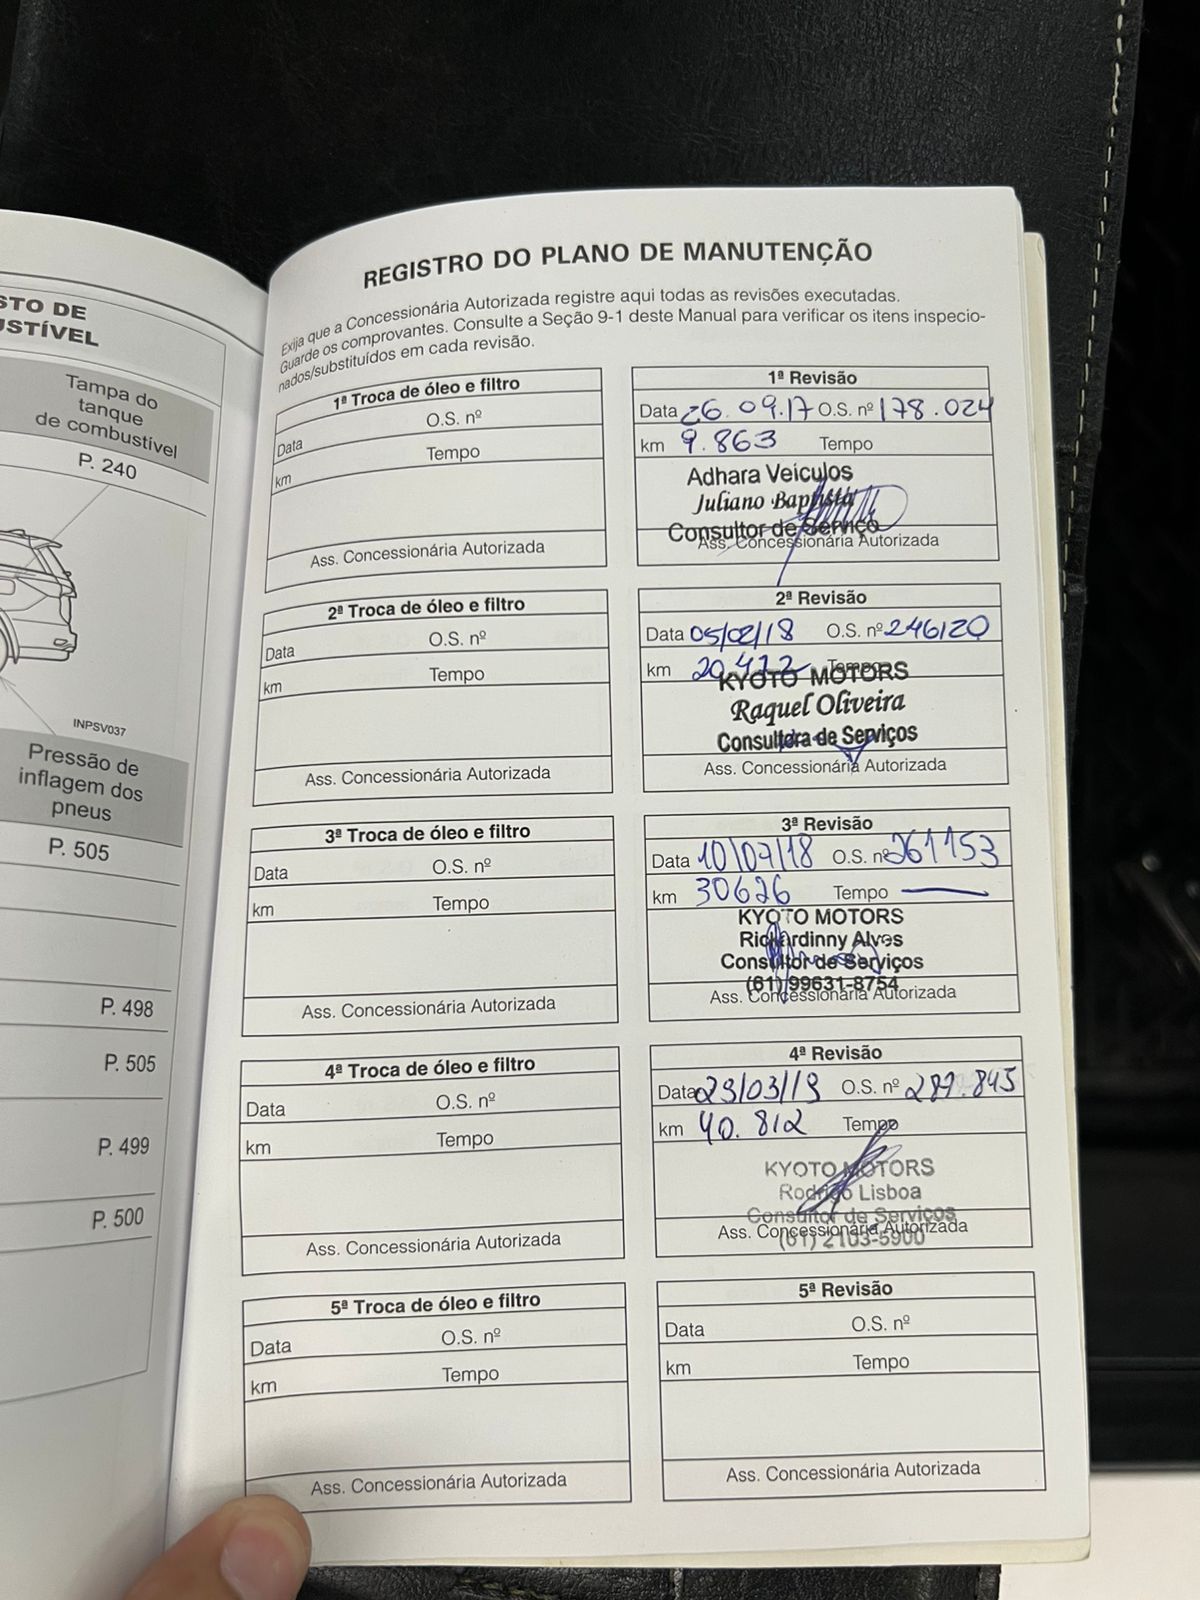 STO DE
USTÍVEL
Tampa do
tanque
de combustível
P. 240
INPSV037
Pressão de
inflagem dos
pneus
P. 505
P. 498
P. 505
P. 499
P. 500
REGISTRO DO PLANO DE MANUTENÇÃO
Exija que a Concessionária Autorizada registre aqui todas as revisões executadas.
Guarde os comprovantes. Consulte a Seção 9-1 deste Manual para verificar os itens inspecio-
nados/substituídos em cada revisão.
1ª Troca de óleo e filtro
Data O.S. nº
km Tempo
Ass. Concessionária Autorizada
1ª Revisão
Data 26.09.17 O.S. nº 178.024
km 9.863 Tempo
Adhara Veículos
Juliano Baptista
Consultor de Serviço
Ass. Concessionária Autorizada
2ª Troca de óleo e filtro
Data O.S. nº
km Tempo
Ass. Concessionária Autorizada
2ª Revisão
Data 05/02/18 O.S. nº 246120
km 20.412 Tempo
KYOTO MOTORS
Raquel Oliveira
Consultora de Serviços
Ass. Concessionária Autorizada
3ª Troca de óleo e filtro
Data O.S. nº
km Tempo
Ass. Concessionária Autorizada
3ª Revisão
Data 10/07/18 O.S. nº 261153
km 30626 Tempo
KYOTO MOTORS
Rickardinny Alves
Consultor de Serviços
(61) 99631-8754
Ass. Concessionária Autorizada
4ª Troca de óleo e filtro
Data O.S. nº
km Tempo
Ass. Concessionária Autorizada
4ª Revisão
Data 29/03/19 O.S. nº 287.845
km 40.812 Tempo
KYOTO MOTORS
Rodrigo Lisboa
Consultor de Serviços
(61) 2103-5900
Ass. Concessionária Autorizada
5ª Troca de óleo e filtro
Data O.S. nº
km Tempo
Ass. Concessionária Autorizada
5ª Revisão
Data O.S. nº
km Tempo
Ass. Concessionária Autorizada